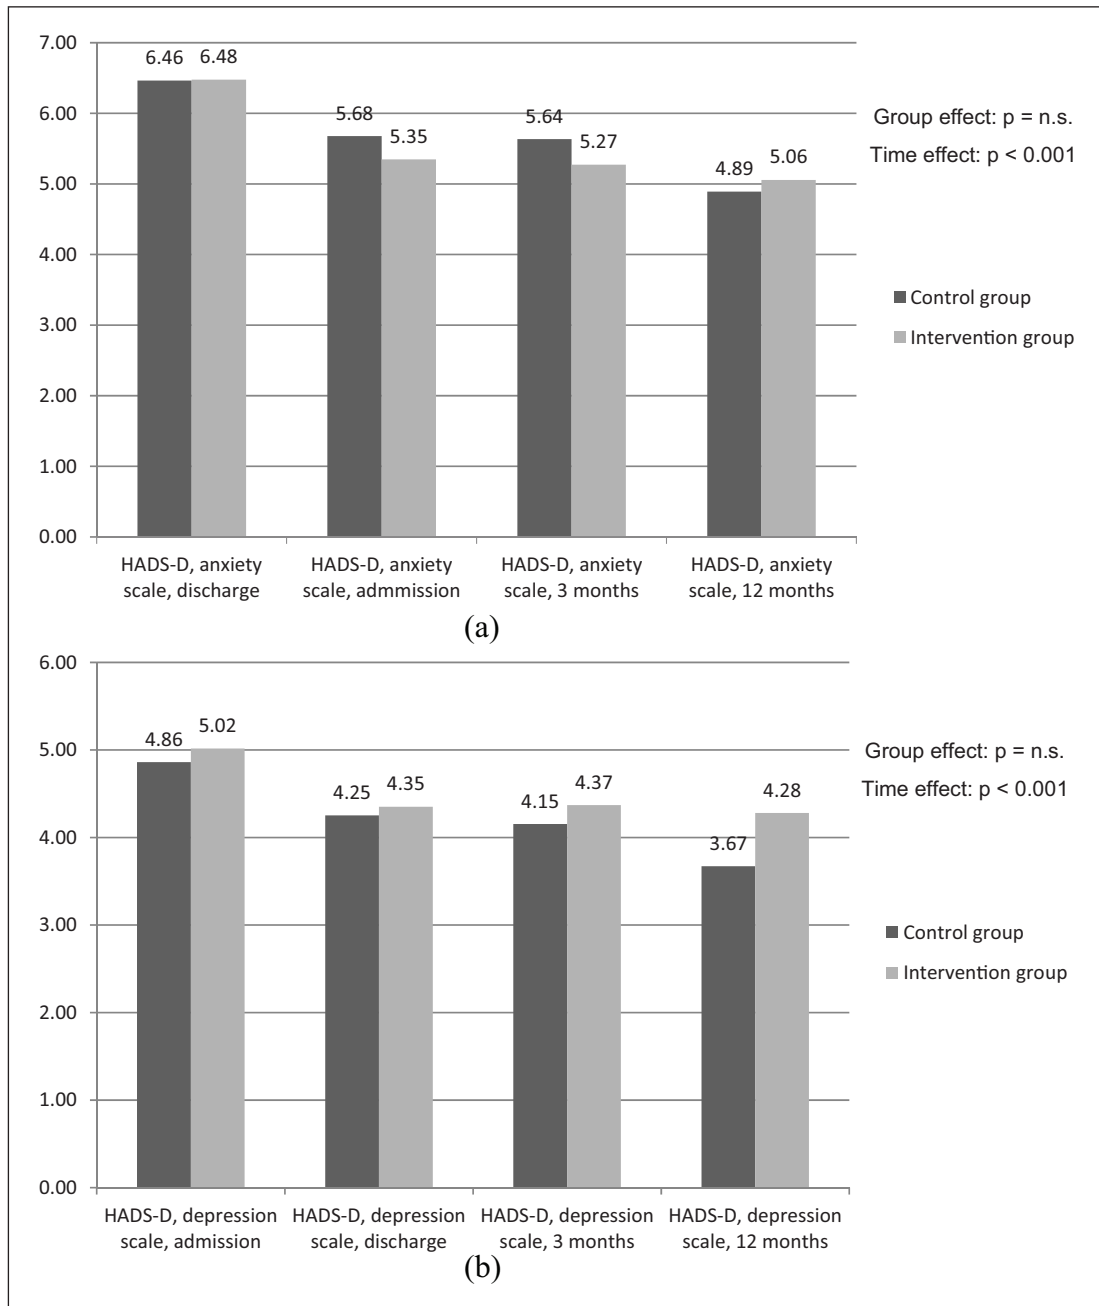 7.00
6.00
5.00
4.00
3.00
2.00
1.00
0.00
6.46
6.48
5.68
5.35
5.64
5.27
4.89
5.06
Group effect: p = n.s.
Time effect: p < 0.001
Control group
Intervention group
HADS-D, anxiety
scale, discharge
HADS-D, anxiety
scale, admmission
HADS-D, anxiety
scale, 3 months
HADS-D, anxiety
scale, 12 months
(a)
6.00
5.00
4.00
3.00
2.00
1.00
0.00
4.86
5.02
4.25
4.35
4.15
4.37
3.67
4.28
Group effect: p = n.s.
Time effect: p < 0.001
Control group
Intervention group
HADS-D, depression
scale, admission
HADS-D, depression
scale, discharge
HADS-D, depression
scale, 3 months
HADS-D, depression
scale, 12 months
(b)